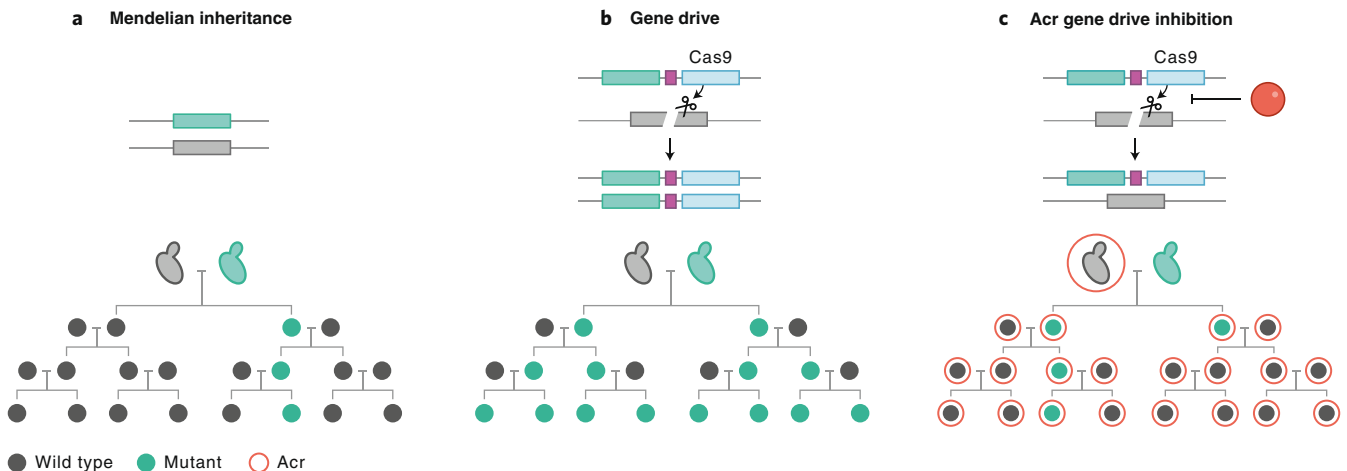 a Mendelian inheritance
b Gene drive
c Acr gene drive inhibition
Cas9
Cas9
Wild type
Mutant
Acr